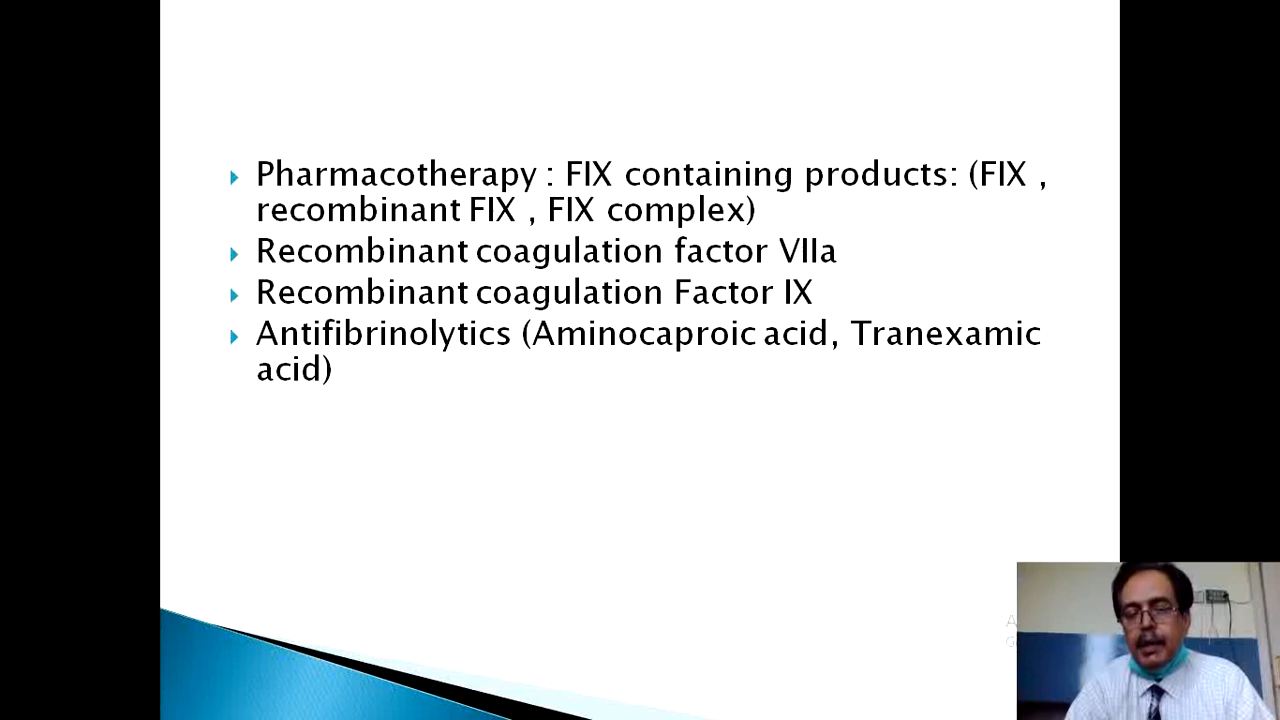 Pharmacotherapy : FIX containing products: (FIX ,
recombinant FIX , FIX complex)
Recombinant coagulation factor VIIa
Recombinant coagulation Factor IX
Antifibrinolytics (Aminocaproic acid, Tranexamic
acid)